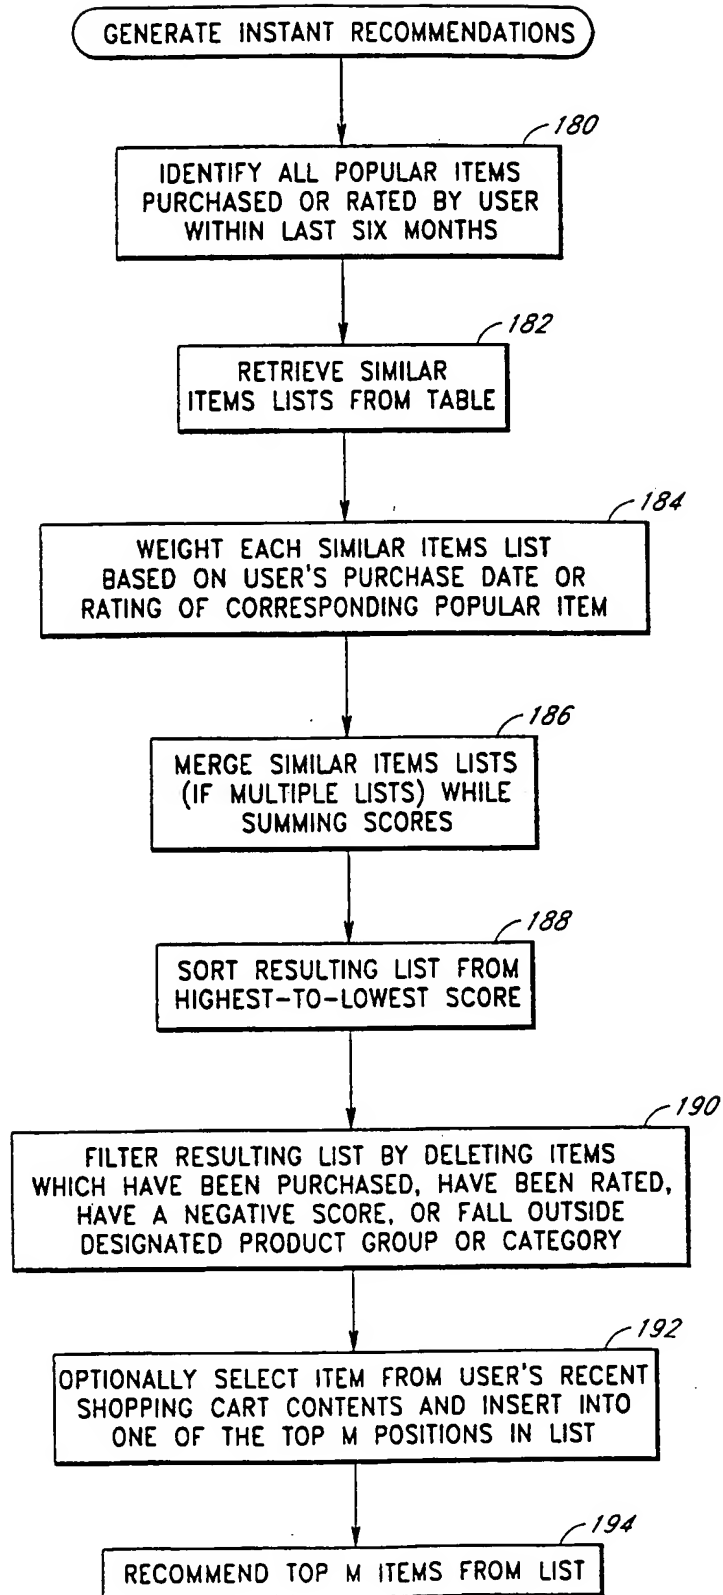 GENERATE INSTANT RECOMMENDATIONS
180
IDENTIFY ALL POPULAR ITEMS
PURCHASED OR RATED BY USER
WITHIN LAST SIX MONTHS
182
RETRIEVE SIMILAR
ITEMS LISTS FROM TABLE
184
WEIGHT EACH SIMILAR ITEMS LIST
BASED ON USER'S PURCHASE DATE OR
RATING OF CORRESPONDING POPULAR ITEM
186
MERGE SIMILAR ITEMS LISTS
(IF MULTIPLE LISTS) WHILE
SUMMING SCORES
188
SORT RESULTING LIST FROM
HIGHEST-TO-LOWEST SCORE
190
FILTER RESULTING LIST BY DELETING ITEMS
WHICH HAVE BEEN PURCHASED, HAVE BEEN RATED,
HAVE A NEGATIVE SCORE, OR FALL OUTSIDE
DESIGNATED PRODUCT GROUP OR CATEGORY
192
OPTIONALLY SELECT ITEM FROM USER'S RECENT
SHOPPING CART CONTENTS AND INSERT INTO
ONE OF THE TOP M POSITIONS IN LIST
194
RECOMMEND TOP M ITEMS FROM LIST